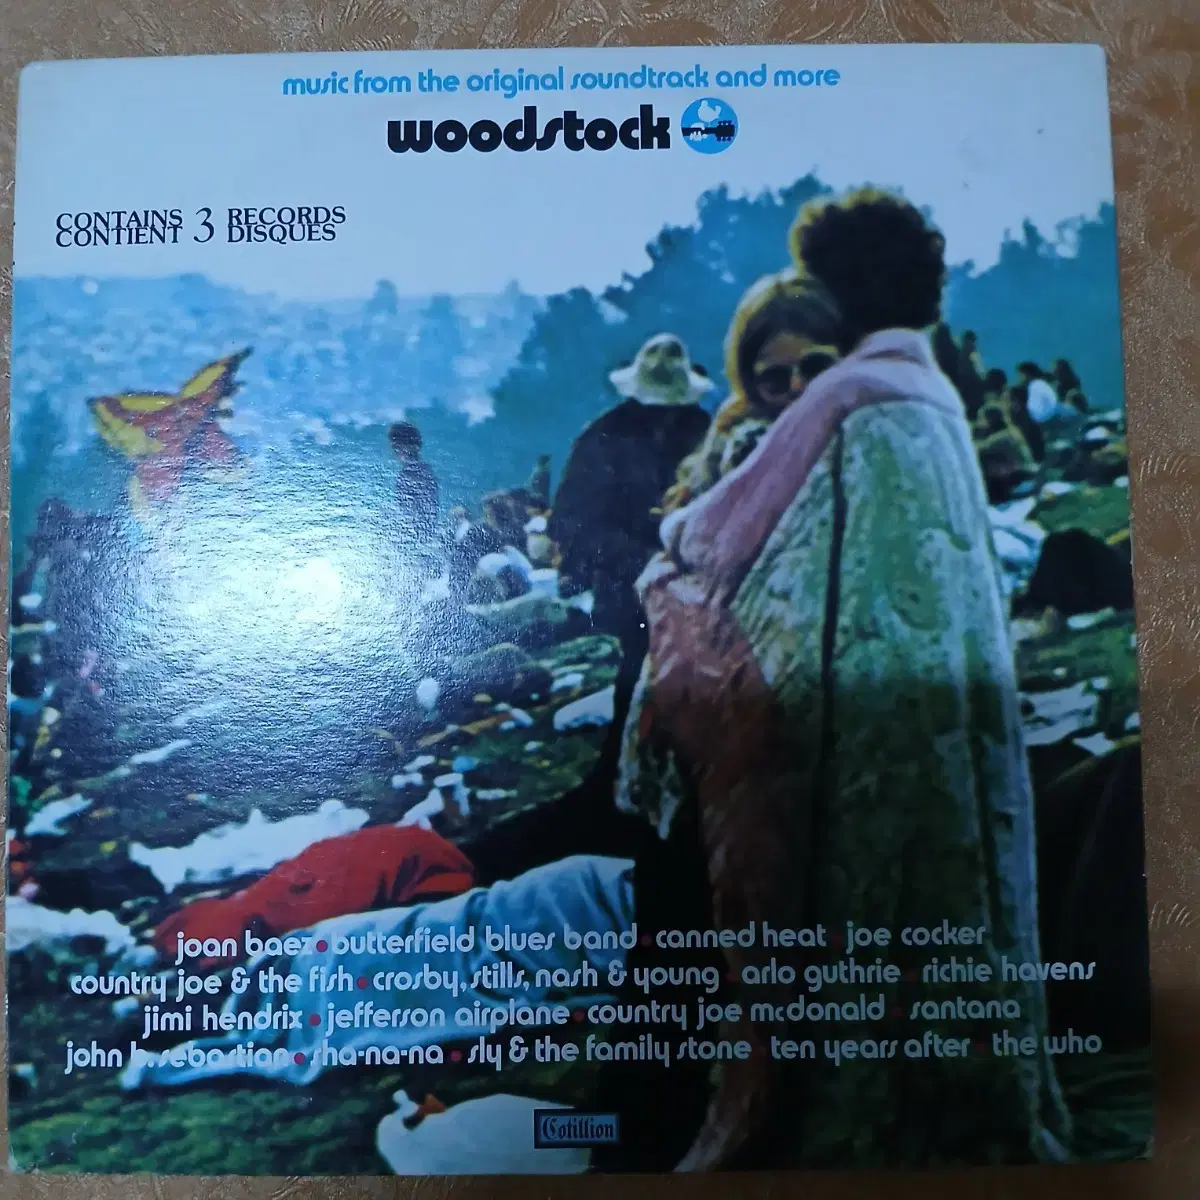 music from the original soundtrack and more
woodstock
CONTAINS 3 RECORDS
CONTIENT DISQUES
joan baez • butterfield blues band • canned heat • joe cocker
country joe & the fish • crosby, stills, nash & young • arlo guthrie • richie havens
jimi hendrix • jefferson airplane • country joe mcdonald • santana
john b. sebastian • sha-na-na • sly & the family stone • ten years after • the who
Cotillion